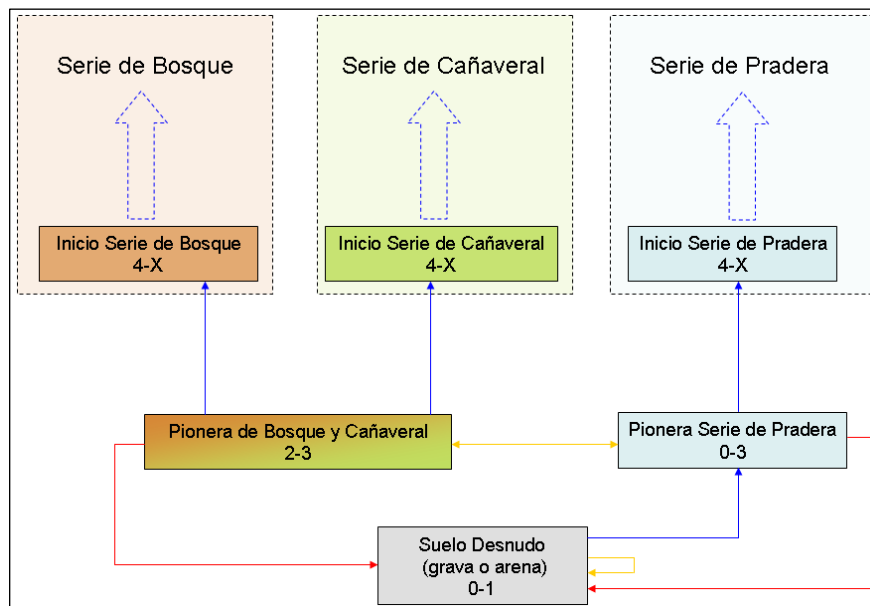 Serie de Bosque
Serie de Cañaveral
Serie de Pradera
Inicio Serie de Bosque
4-X
Inicio Serie de Cañaveral
4-X
Inicio Serie de Pradera
4-X
Pionera de Bosque y Cañaveral
2-3
Pionera Serie de Pradera
0-3
Suelo Desnudo
(grava o arena)
0-1